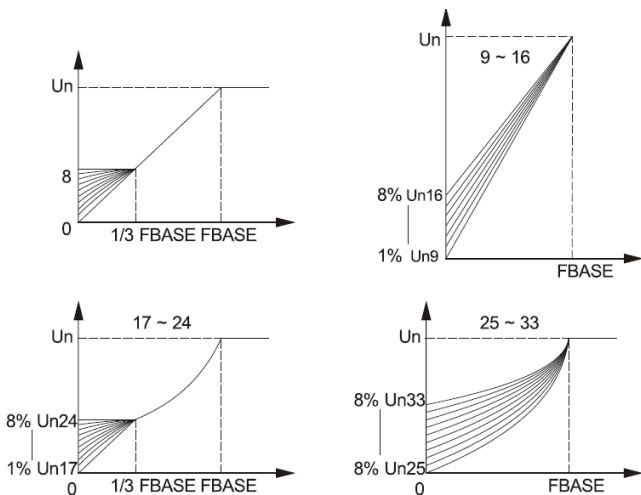 Un
8
0
1/3 FBASE FBASE
Un
9 ~ 16
8% Un16
1% Un9
FBASE
Un
17 ~ 24
8% Un24
1% Un17
0
1/3 FBASE FBASE
Un
25 ~ 33
8% Un33
8% Un25
0
FBASE